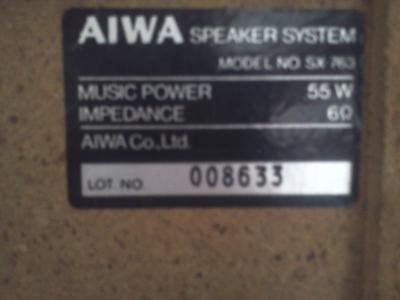 AIWA SPEAKER SYSTEM
MODEL NO. SX-763
MUSIC POWER 55 W
IMPEDANCE 6Ω
AIWA Co., Ltd.
LOT. NO. 008633